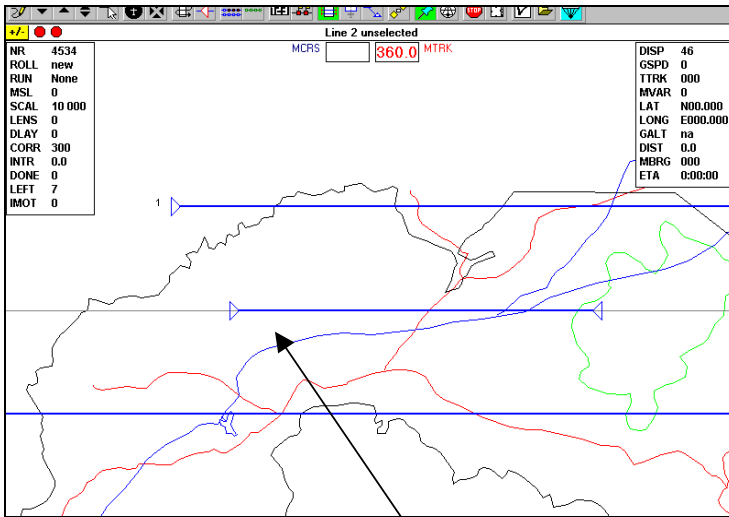 STOP
+/-
Line 2 unselected
MCRS 360.0 MTRK
NR 4534
ROLL new
RUN None
MSL 0
SCAL 10 000
LENS 0
DLAY 0
CORR 300
INTR 0.0
DONE 0
LEFT 7
IMOT 0
DISP 46
GSPD 0
TTRK 000
MVAR 0
LAT N00.000
LONG E000.000
GALT na
DIST 0.0
MBRG 000
ETA 0:00:00
1